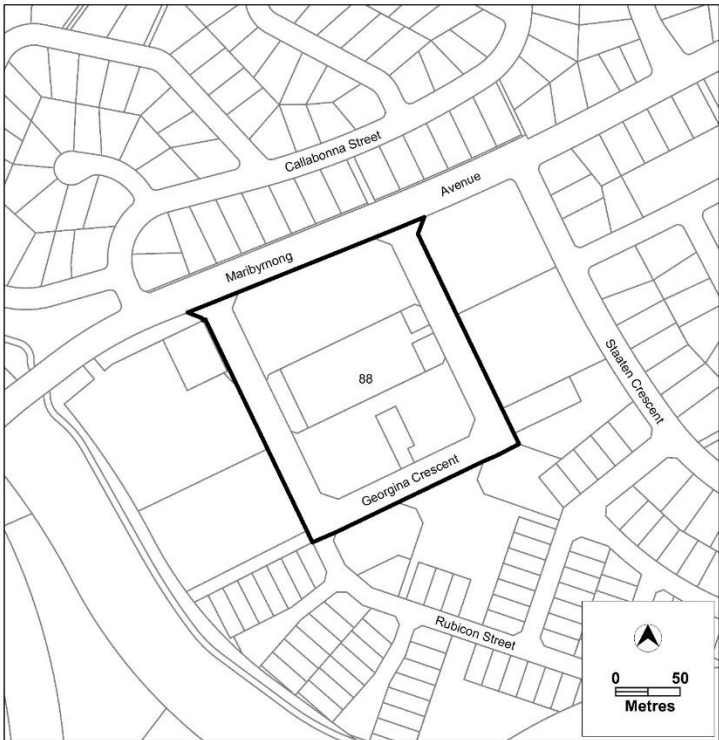 Callabonna Street
Avenue
Maribyrnong
88
Staaten Crescent
Georgina Crescent
Rubicon Street
0 50
Metres